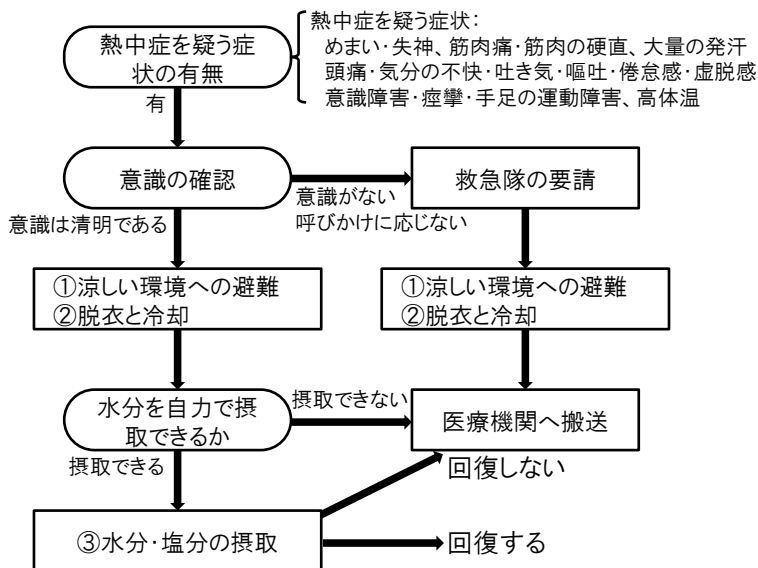 熱中症を疑う症
状の有無
熱中症を疑う症状:
めまい・失神、筋肉痛・筋肉の硬直、大量の発汗
頭痛・気分の不快・吐き気・嘔吐・倦怠感・虚脱感
意識障害・痙攣・手足の運動障害、高体温
有
意識の確認
意識がない
呼びかけに応じない
救急隊の要請
意識は清明である
①涼しい環境への避難
②脱衣と冷却
①涼しい環境への避難
②脱衣と冷却
水分を自力で摂
取できるか
摂取できない
医療機関へ搬送
摂取できる
回復しない
③水分・塩分の摂取
回復する